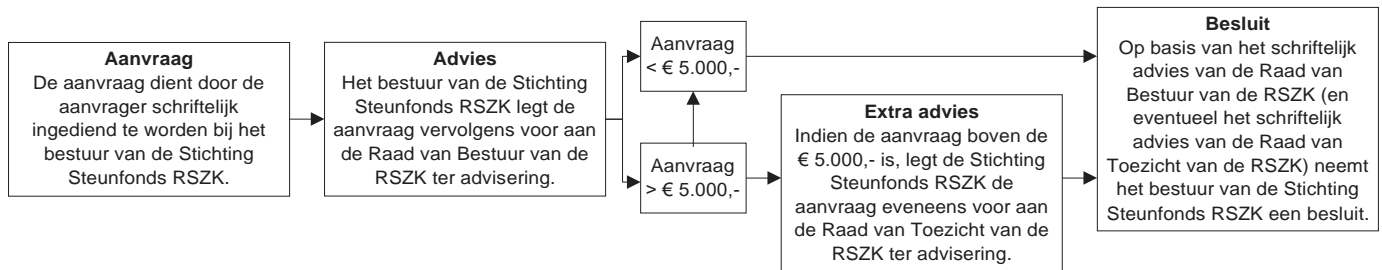 Aanvraag
De aanvraag dient door de
aanvrager schriftelijk
ingediend te worden bij het
bestuur van de Stichting
Steunfonds RSZK.
Advies
Het bestuur van de Stichting
Steunfonds RSZK legt de
aanvraag vervolgens voor aan
de Raad van Bestuur van de
RSZK ter advisering.
Aanvraag
< € 5.000,-
Aanvraag
> € 5.000,-
Extra advies
Indien de aanvraag boven de
€ 5.000,- is, legt de Stichting
Steunfonds RSZK de
aanvraag eveneens voor aan
de Raad van Toezicht van de
RSZK ter advisering.
Besluit
Op basis van het schriftelijk
advies van de Raad van
Bestuur van de RSZK (en
eventueel het schriftelijk
advies van de Raad van
Toezicht van de RSZK) neemt
het bestuur van de Stichting
Steunfonds RSZK een besluit.